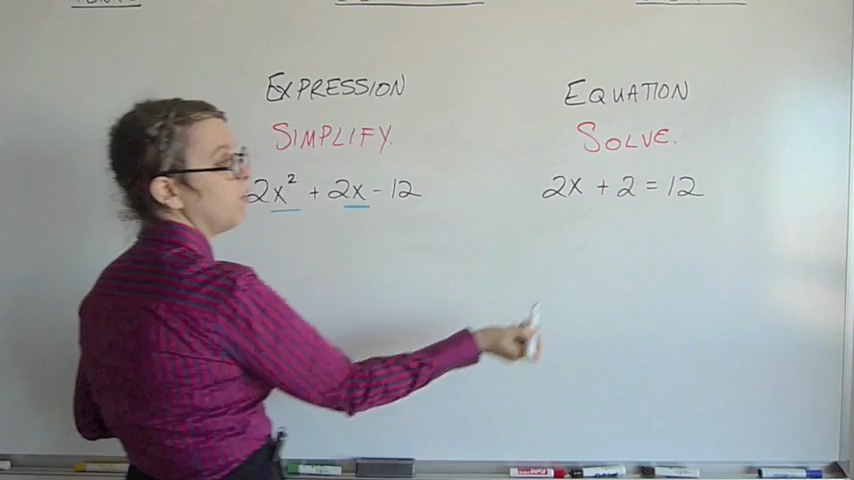 EXPRESSION
SIMPLIFY.
2x² + 2x - 12
EQUATION
SOLVE.
2x + 2 = 12